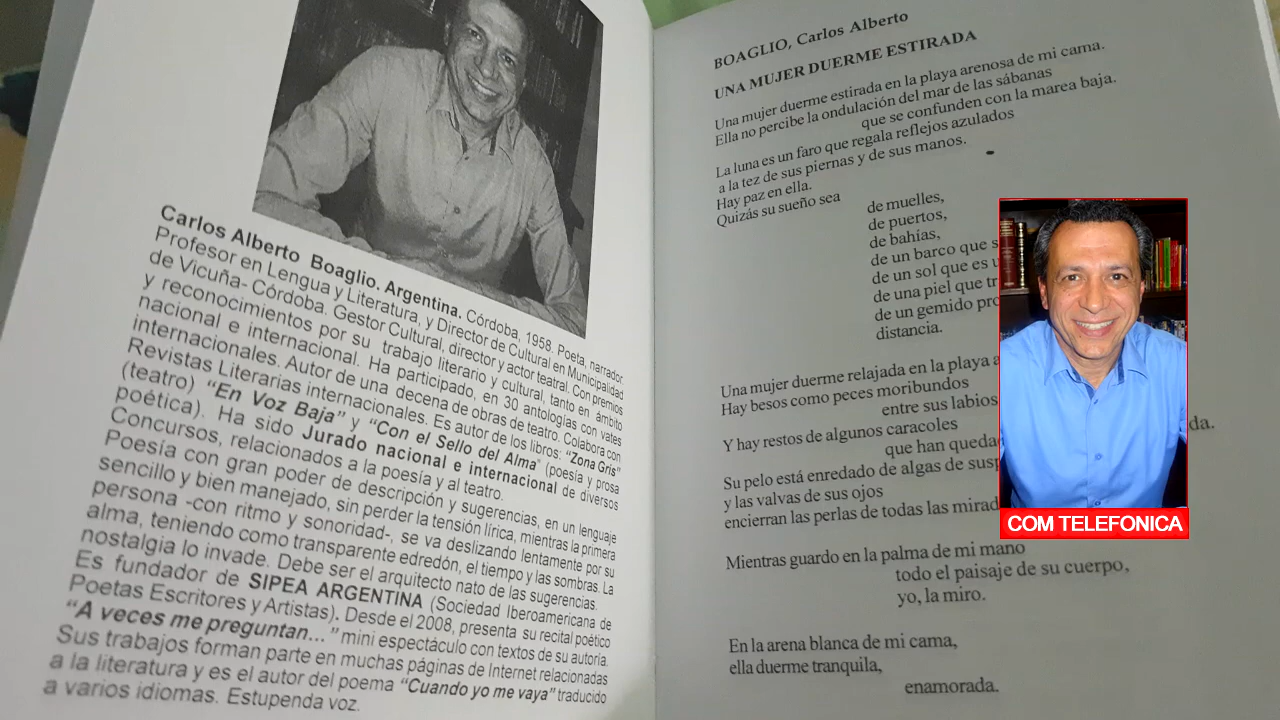 Carlos Alberto Boaglio. Argentina. Córdoba, 1958. Poeta, narrador.
Profesor en Lengua y Literatura, y Director de Cultural en Municipalidad
de Vicuña- Córdoba. Gestor Cultural, director y actor teatral. Con premios
y reconocimientos por su trabajo literario y cultural, tanto en ámbito
nacional e internacional. Ha participado, en 30 antologías con vates
internacionales. Autor de una decena de obras de teatro. Colabora con
Revistas Literarias internacionales. Es autor de los libros: “Zona Gris”
(teatro) “En Voz Baja” y “Con el Sello del Alma” (poesía y prosa
poética). Ha sido Jurado nacional e internacional de diversos
Concursos, relacionados a la poesía y al teatro.
Poesía con gran poder de descripción y sugerencias, en un lenguaje
sencillo y bien manejado, sin perder la tensión lírica, mientras la primera
persona -con ritmo y sonoridad-, se va deslizando lentamente por su
alma, teniendo como transparente edredón, el tiempo y las sombras. La
nostalgia lo invade. Debe ser el arquitecto nato de las sugerencias.
Es fundador de SIPEA ARGENTINA (Sociedad Iberoamericana de
Poetas Escritores y Artistas). Desde el 2008, presenta su recital poético
“A veces me preguntan...” mini espectáculo con textos de su autoría.
Sus trabajos forman parte en muchas páginas de Internet relacionadas
a la literatura y es el autor del poema “Cuando yo me vaya” traducido
a varios idiomas. Estupenda voz.
BOAGLIO, Carlos Alberto
UNA MUJER DUERME ESTIRADA
Una mujer duerme estirada en la playa arenosa de mi cama.
Ella no percibe la ondulación del mar de las sábanas
que se confunden con la marea baja.
La luna es un faro que regala reflejos azulados
a la tez de sus piernas y de sus manos.
Hay paz en ella.
Quizás su sueño sea
de muelles,
de puertos,
de bahías,
de un barco que
de un sol que es
de una piel que
de un gemido
distancia.
Una mujer duerme relajada en la playa
Hay besos como peces moribundos
entre sus labios
Y hay restos de algunos caracoles
que han
Su pelo está enredado de algas de
y las valvas de sus ojos
encierran las perlas de todas las
Mientras guardo en la palma de mi mano
todo el paisaje de su cuerpo,
yo, la miro.
En la arena blanca de mi cama,
ella duerme tranquila,
enamorada.
COM TELEFONICA